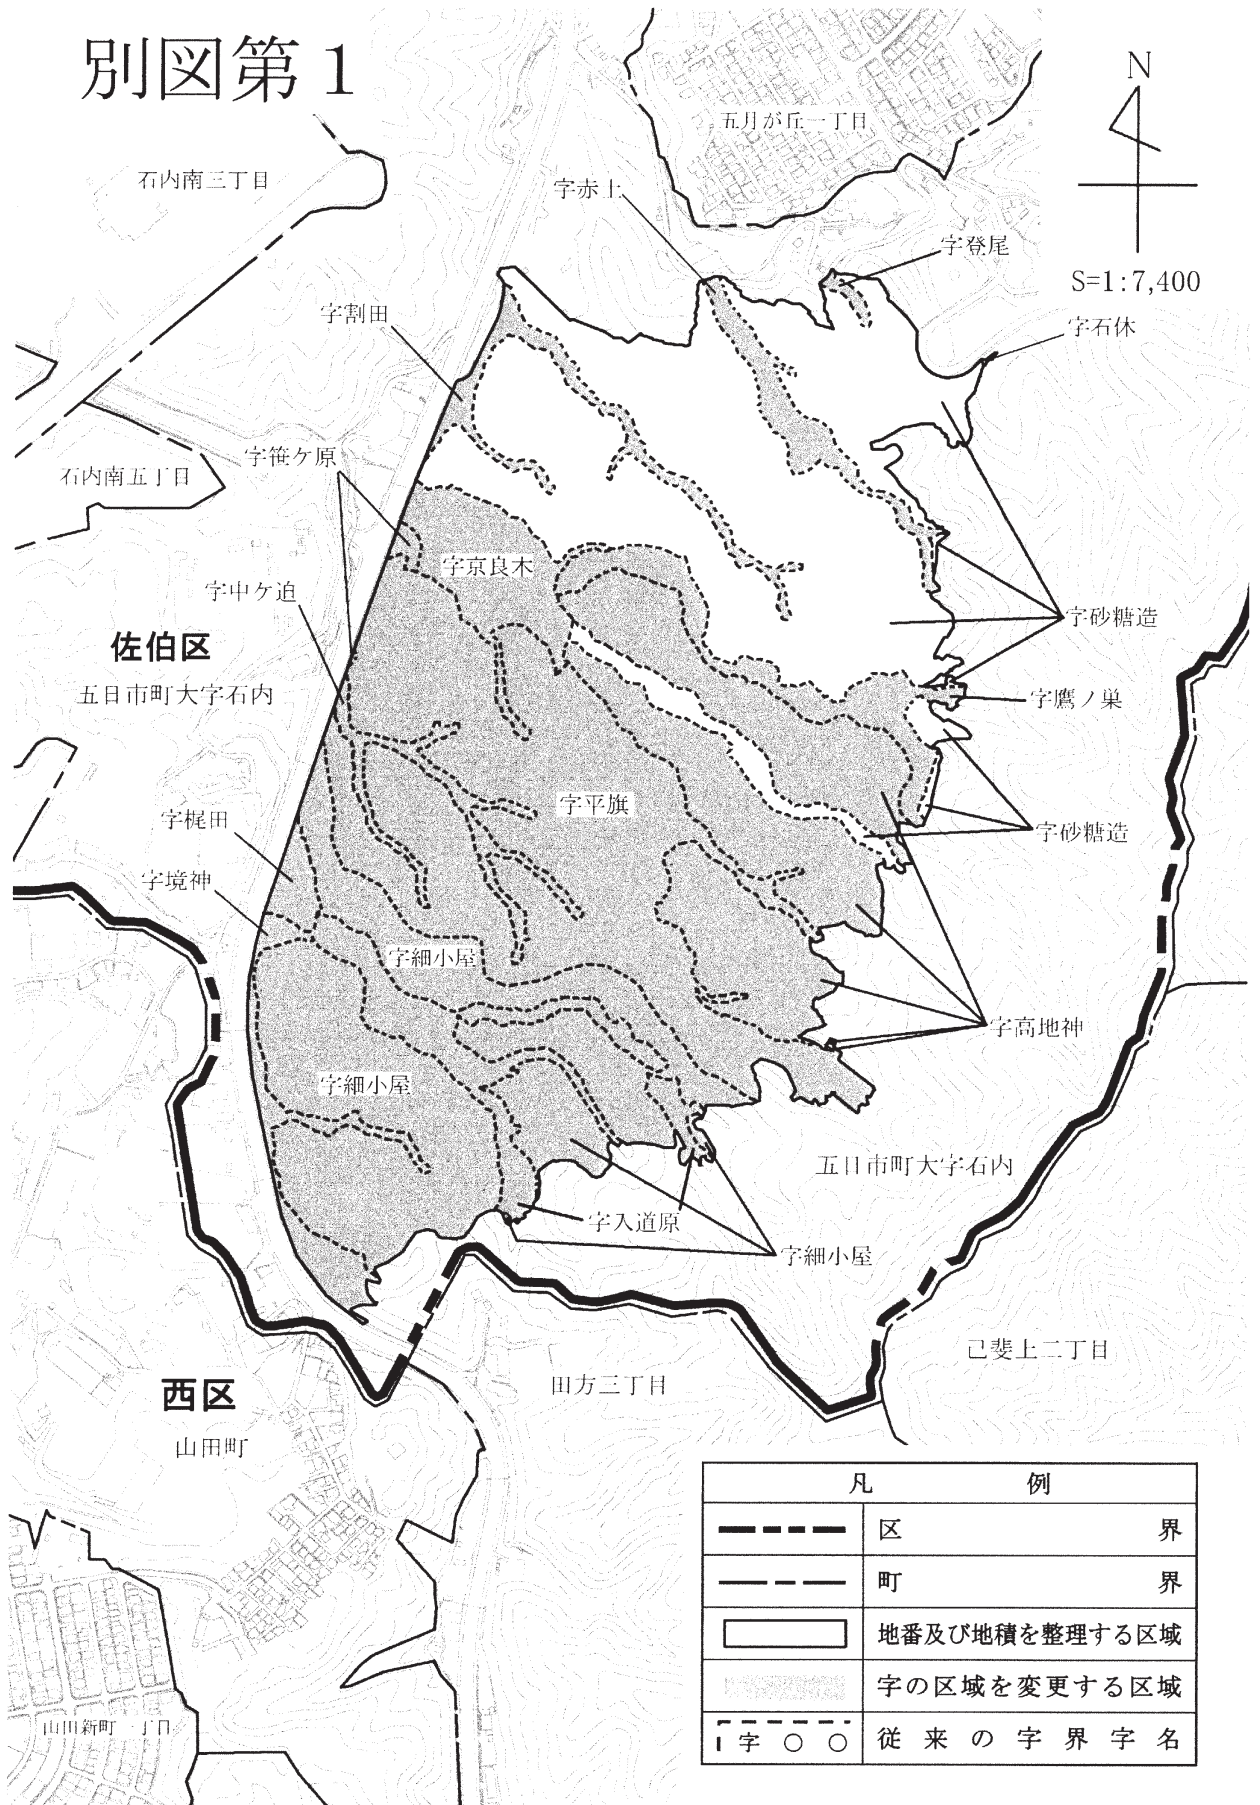 別図第1
N
五月が丘一丁目
石内南三丁目
字赤上
字登尾
S=1:7,400
字割田
字石休
字笹ケ原
石内南五丁目
字京良木
字中ケ迫
字砂糖造
佐伯区
五日市町大字石内
字鷹ノ巣
字平旗
字梶田
字砂糖造
字境神
字細小屋
字高地神
字細小屋
五日市町大字石内
字入道原
字細小屋
己斐上二丁目
西区
田方三丁目
山田町
凡例
区界
町界
地番及び地積を整理する区域
字の区域を変更する区域
字○○ 従来の字界字名
山田新町一丁目